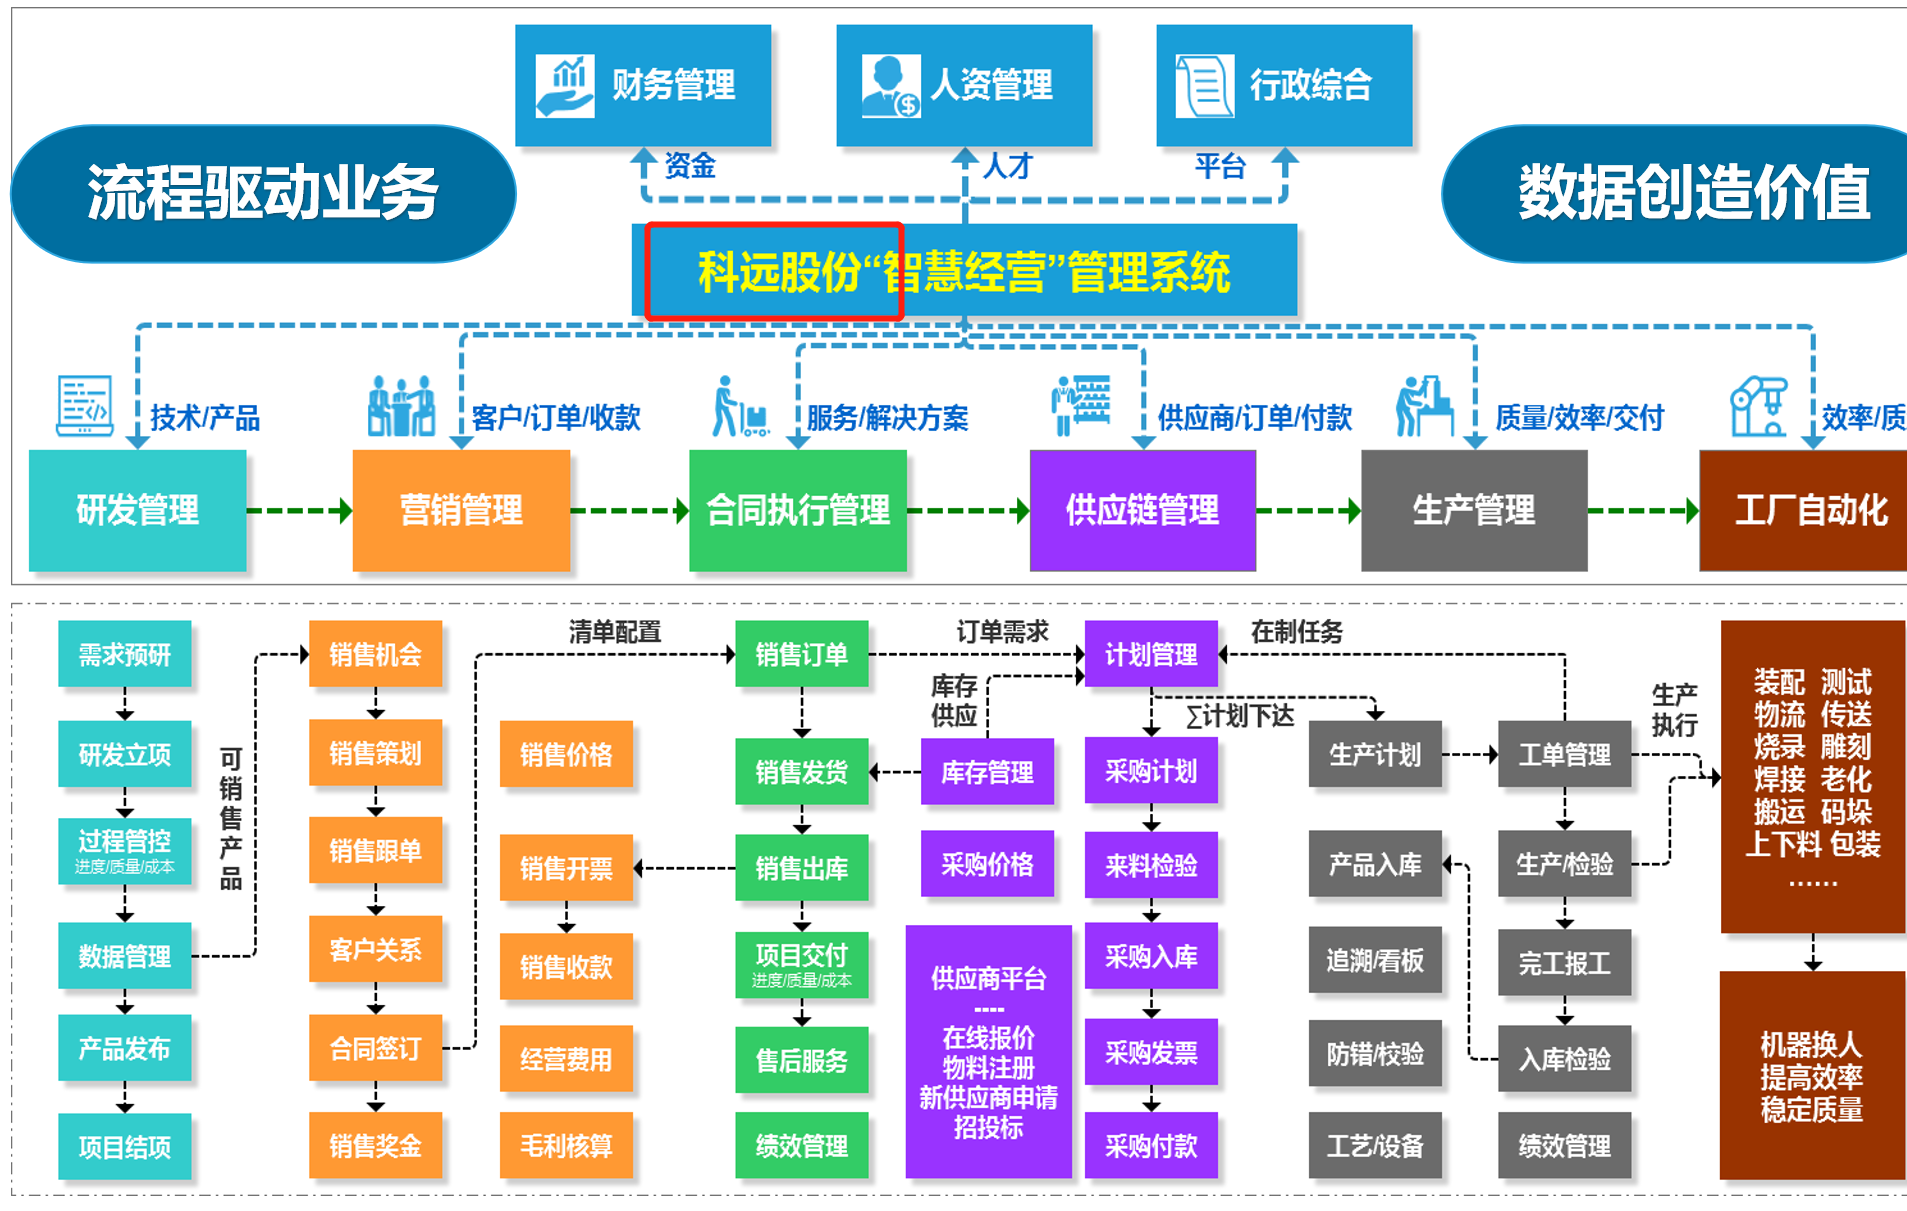 财务管理
人资管理
行政综合
流程驱动业务
数据创造价值
资金
人才
平台
科远股份“智慧经营”管理系统
技术/产品
客户/订单/收款
服务/解决方案
供应商/订单/付款
质量/效率/交付
效率/质
研发管理
营销管理
合同执行管理
供应链管理
生产管理
工厂自动化
需求预研
研发立项
过程管控
进度/质量/成本
数据管理
产品发布
项目结项
可销售产品
销售机会
销售策划
销售跟单
客户关系
合同签订
销售奖金
清单配置
销售价格
销售开票
销售收款
经营费用
毛利核算
销售订单
销售发货
销售出库
项目交付
进度/质量/成本
售后服务
绩效管理
订单需求
库存
供应
库存管理
采购价格
供应商平台
----
在线报价
物料注册
新供应商申请
招投标
计划管理
∑计划下达
采购计划
来料检验
采购入库
采购发票
采购付款
在制任务
生产计划
产品入库
追溯/看板
防错/校验
工艺/设备
工单管理
生产/检验
完工报工
入库检验
绩效管理
生产
执行
装配 测试
物流 传送
烧录 雕刻
焊接 老化
搬运 码垛
上下料 包装
······
机器换人
提高效率
稳定质量